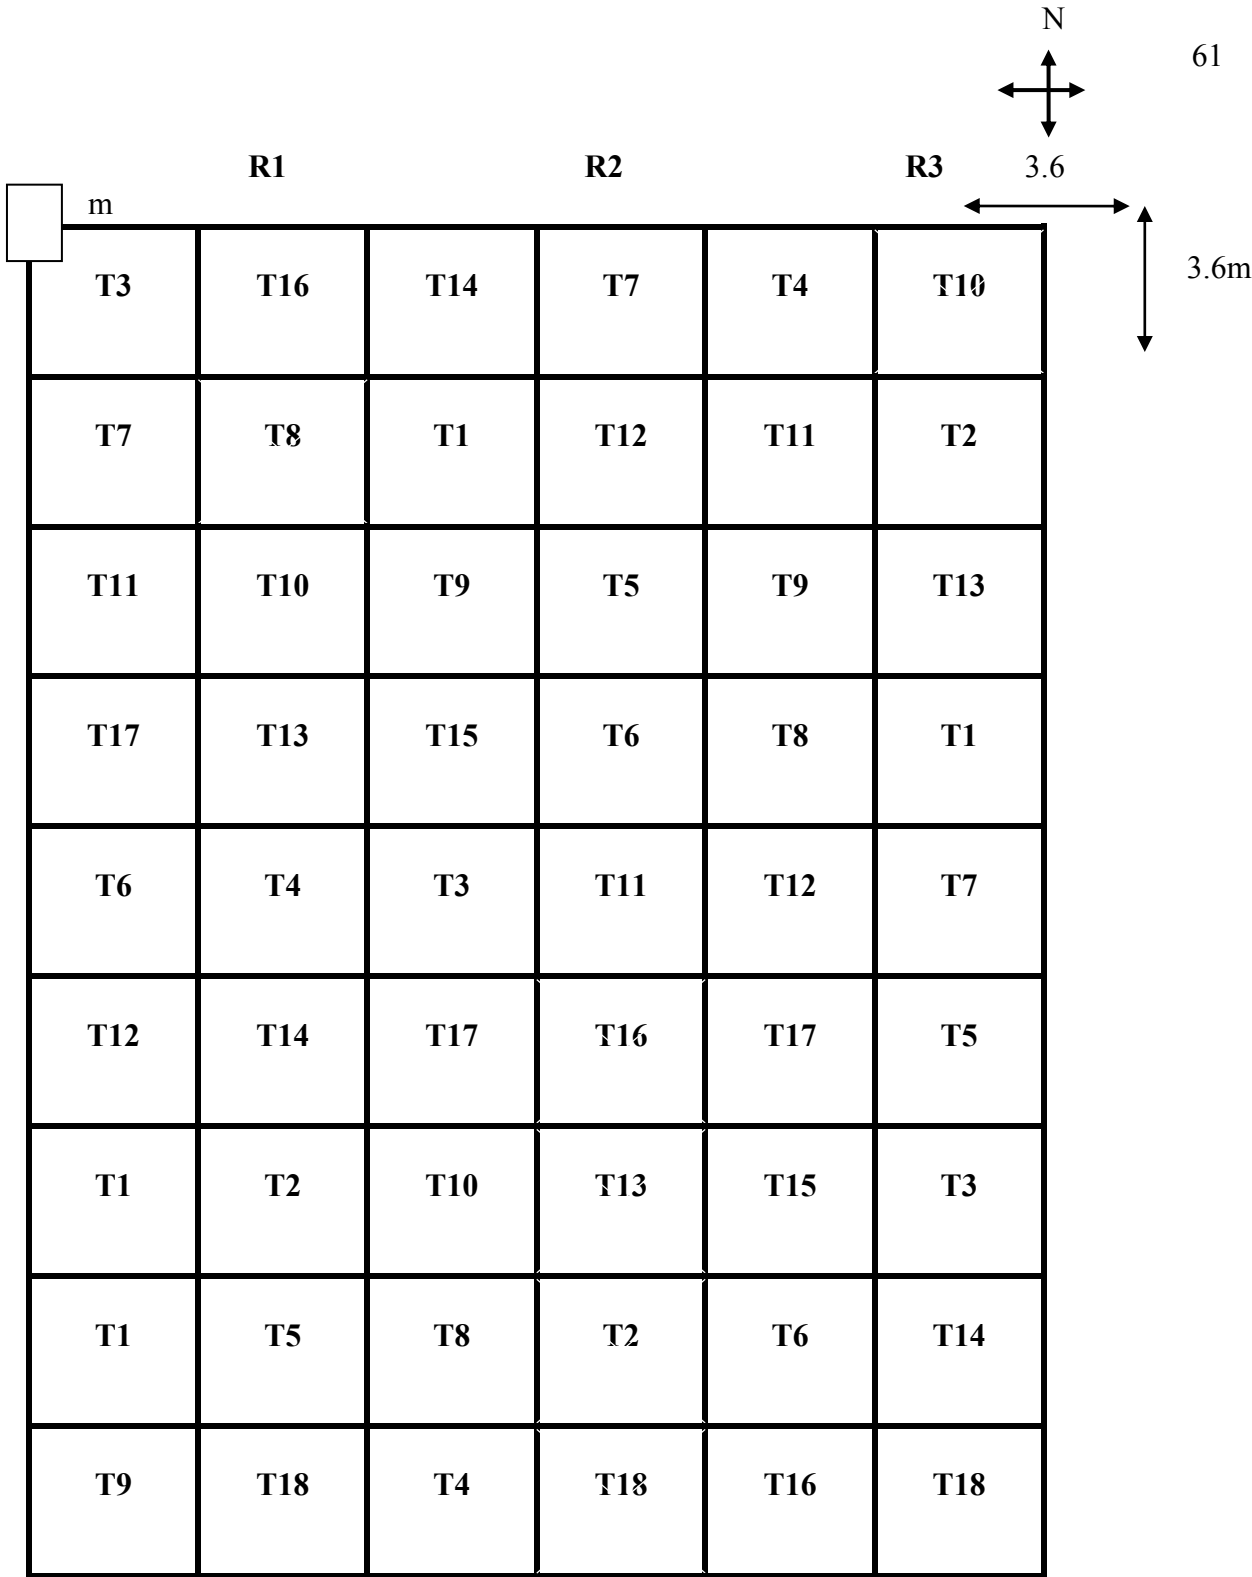 N
61
R1 R2 R3 3.6
m
3.6m
T3 T16 T14 T7 T4 T10
T7 T8 T1 T12 T11 T2
T11 T10 T9 T5 T9 T13
T17 T13 T15 T6 T8 T1
T6 T4 T3 T11 T12 T7
T12 T14 T17 T16 T17 T5
T1 T2 T10 T13 T15 T3
T1 T5 T8 T2 T6 T14
T9 T18 T4 T18 T16 T18